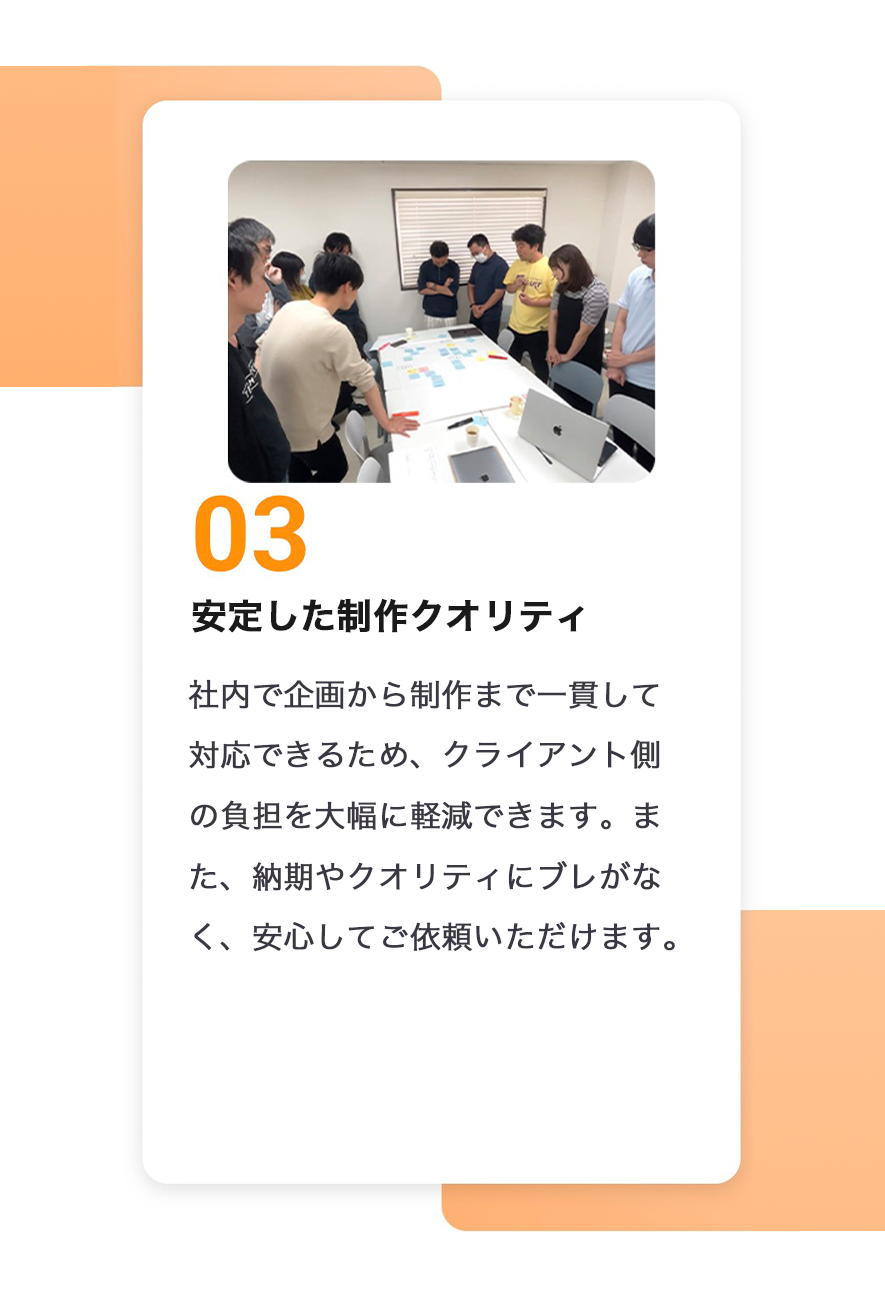 03
安定した制作クオリティ
社内で企画から制作まで一貫して
対応できるため、クライアント側
の負担を大幅に軽減できます。ま
た、納期やクオリティにブレがな
く、安心してご依頼いただけます。